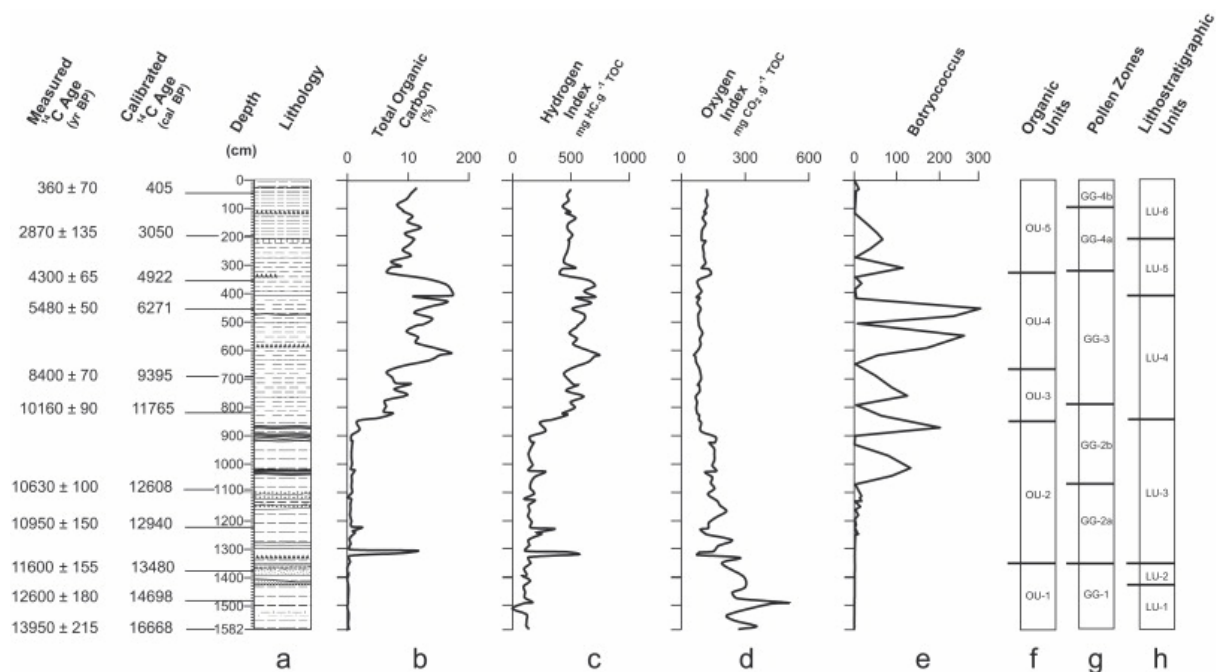 Measured
14C Age
(yr BP)
Calibrated
14C Age
(cal BP)
Depth
(cm)
Lithology
Total Organic
Carbon
(%)
Hydrogen
Index
mg HC.g-1 TOC
Oxygen
Index
mg CO2.g-1 TOC
Botryococcus
Organic
Units
Pollen Zones
Lithostratigraphic
Units
0 10 200
0 500 1000
0 300 600
0 100 200 300
360 ± 70 405
2870 ± 135 3050
4300 ± 65 4922
5480 ± 50 6271
8400 ± 70 9395
10160 ± 90 11765
10630 ± 100 12608
10950 ± 150 12940
11600 ± 155 13480
12600 ± 180 14698
13950 ± 215 16668
0
100
200
300
400
500
600
700
800
900
1000
1100
1200
1300
1400
1500
1582
OU-5
OU-4
OU-3
OU-2
OU-1
GG-4b
GG-4a
GG-3
GG-2b
GG-2a
GG-1
LU-6
LU-5
LU-4
LU-3
LU-2
LU-1
a b c d e f g h